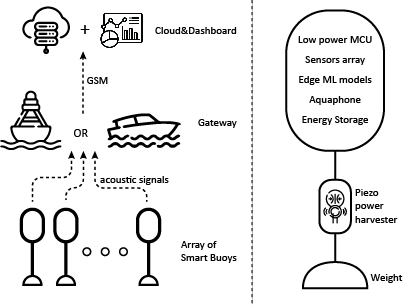 +
Cloud&Dashboard
GSM
Gateway
OR
acoustic signals
Array of
Smart Buoys
Low power MCU
Sensors array
Edge ML models
Aquaphone
Energy Storage
Piezo
power
harvester
Weight